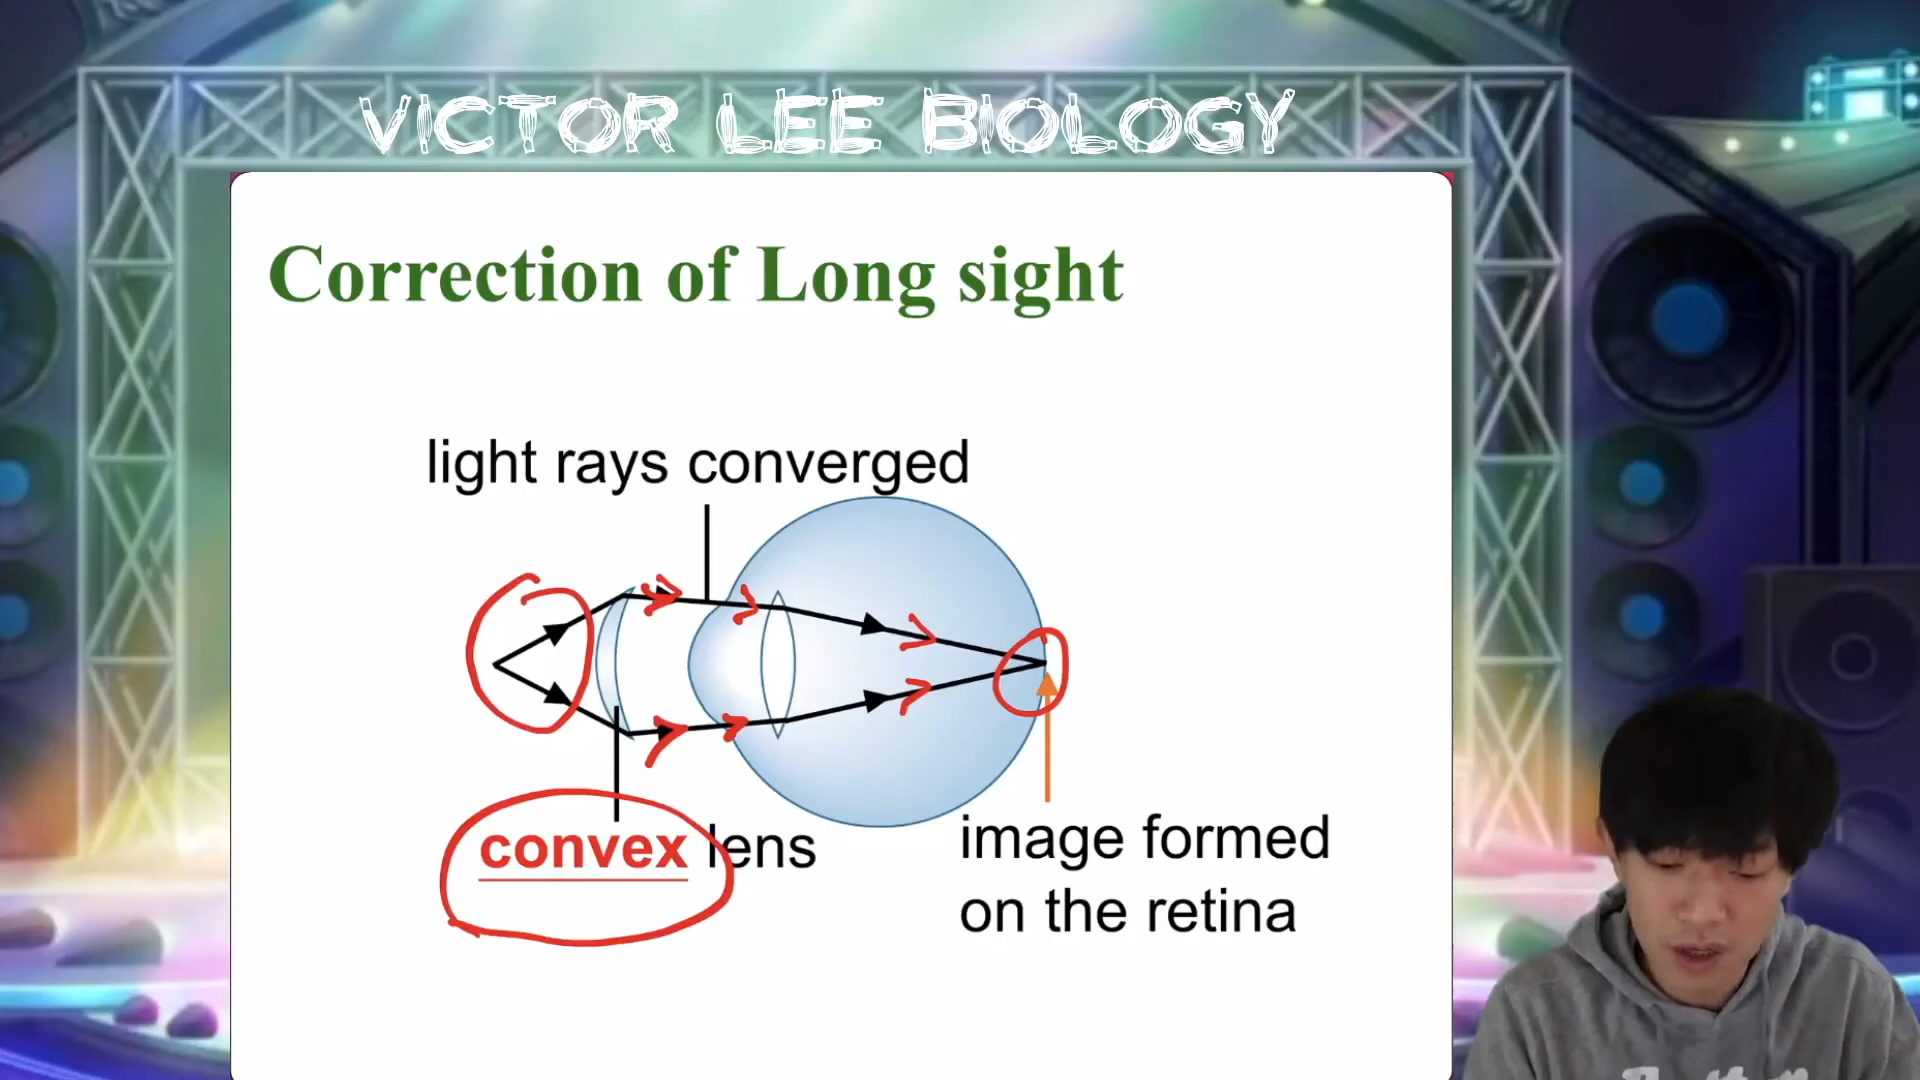 VICTOR LEE BIOLOGY
Correction of Long sight
light rays converged
convex lens
image formed
on the retina